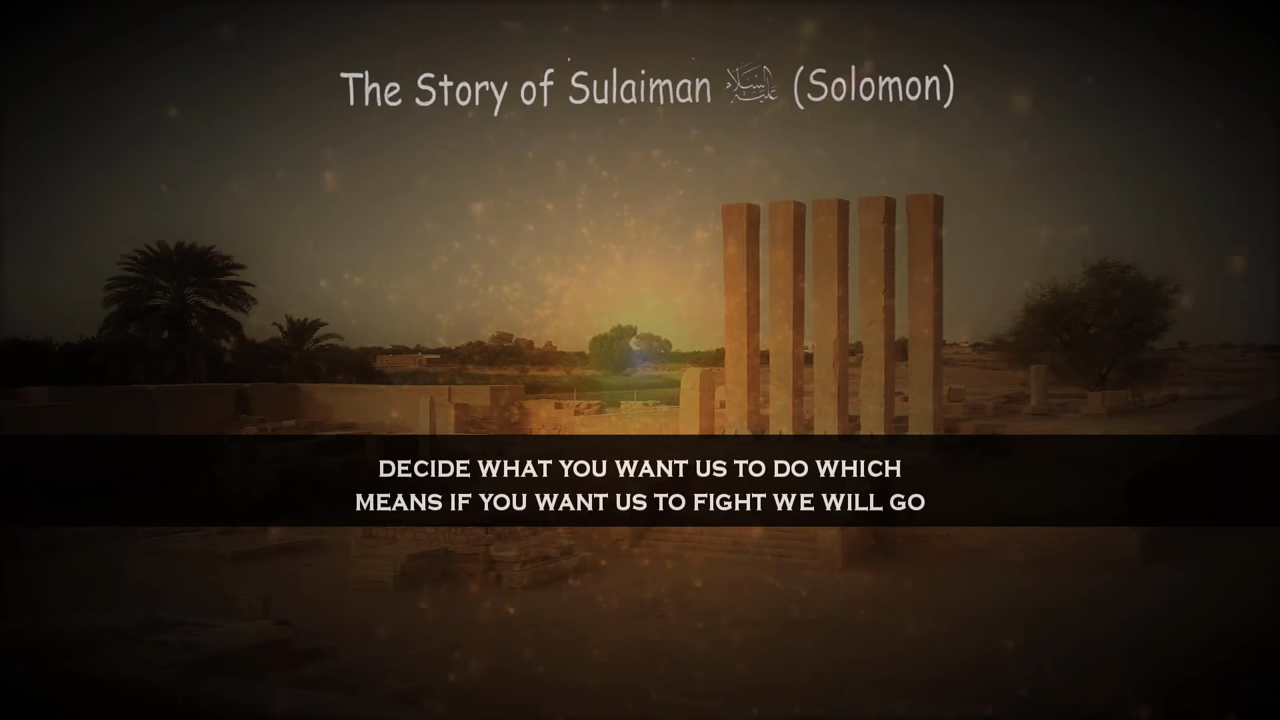 The Story of Sulaiman عليه السلام (Solomon)
DECIDE WHAT YOU WANT US TO DO WHICH
MEANS IF YOU WANT US TO FIGHT WE WILL GO